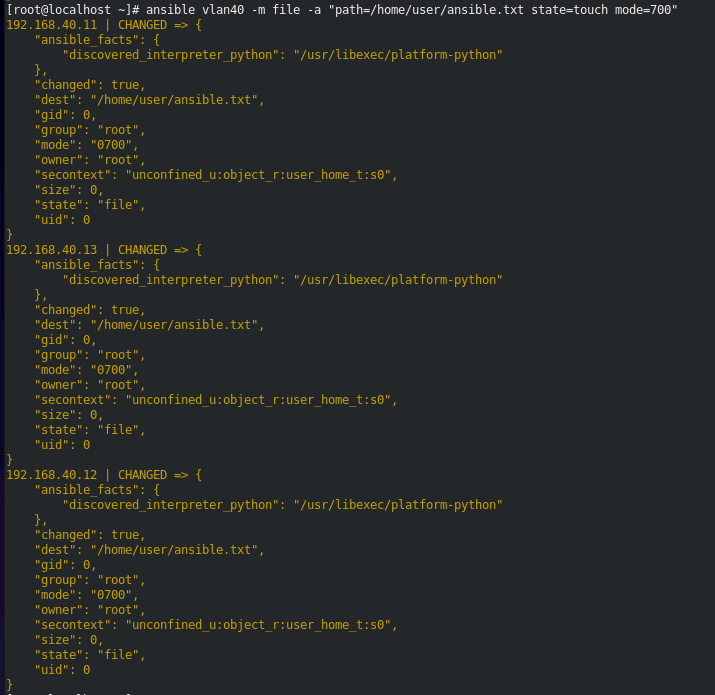 [root@localhost ~]# ansible vlan40 -m file -a "path=/home/user/ansible.txt state=touch mode=700"
192.168.40.11 | CHANGED => {
    "ansible_facts": {
        "discovered_interpreter_python": "/usr/libexec/platform-python"
    },
    "changed": true,
    "dest": "/home/user/ansible.txt",
    "gid": 0,
    "group": "root",
    "mode": "0700",
    "owner": "root",
    "secontext": "unconfined_u:object_r:user_home_t:s0",
    "size": 0,
    "state": "file",
    "uid": 0
}
192.168.40.13 | CHANGED => {
    "ansible_facts": {
        "discovered_interpreter_python": "/usr/libexec/platform-python"
    },
    "changed": true,
    "dest": "/home/user/ansible.txt",
    "gid": 0,
    "group": "root",
    "mode": "0700",
    "owner": "root",
    "secontext": "unconfined_u:object_r:user_home_t:s0",
    "size": 0,
    "state": "file",
    "uid": 0
}
192.168.40.12 | CHANGED => {
    "ansible_facts": {
        "discovered_interpreter_python": "/usr/libexec/platform-python"
    },
    "changed": true,
    "dest": "/home/user/ansible.txt",
    "gid": 0,
    "group": "root",
    "mode": "0700",
    "owner": "root",
    "secontext": "unconfined_u:object_r:user_home_t:s0",
    "size": 0,
    "state": "file",
    "uid": 0
}